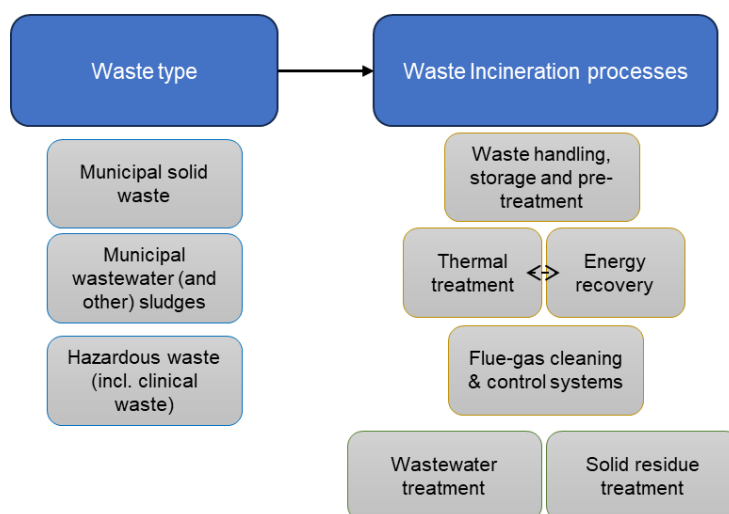 Waste type
Waste Incineration processes
Municipal solid
waste
Municipal
wastewater (and
other) sludges
Hazardous waste
(incl. clinical
waste)
Waste handling,
storage and pre-
treatment
Thermal
treatment
Energy
recovery
Flue-gas cleaning
& control systems
Wastewater
treatment
Solid residue
treatment